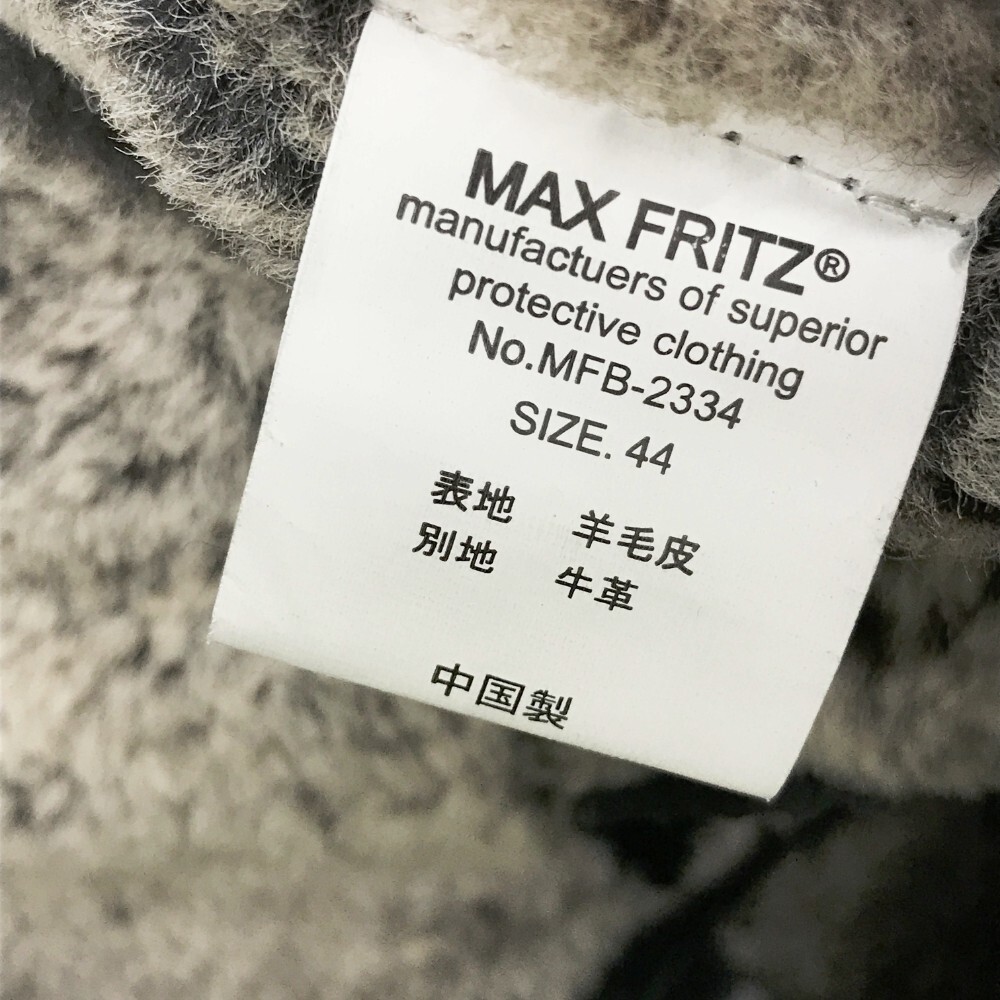 MAX FRITZ®
manufactuers of superior
protective clothing
No.MFB-2334
SIZE. 44
表地 羊毛皮
別地 牛革
中国製